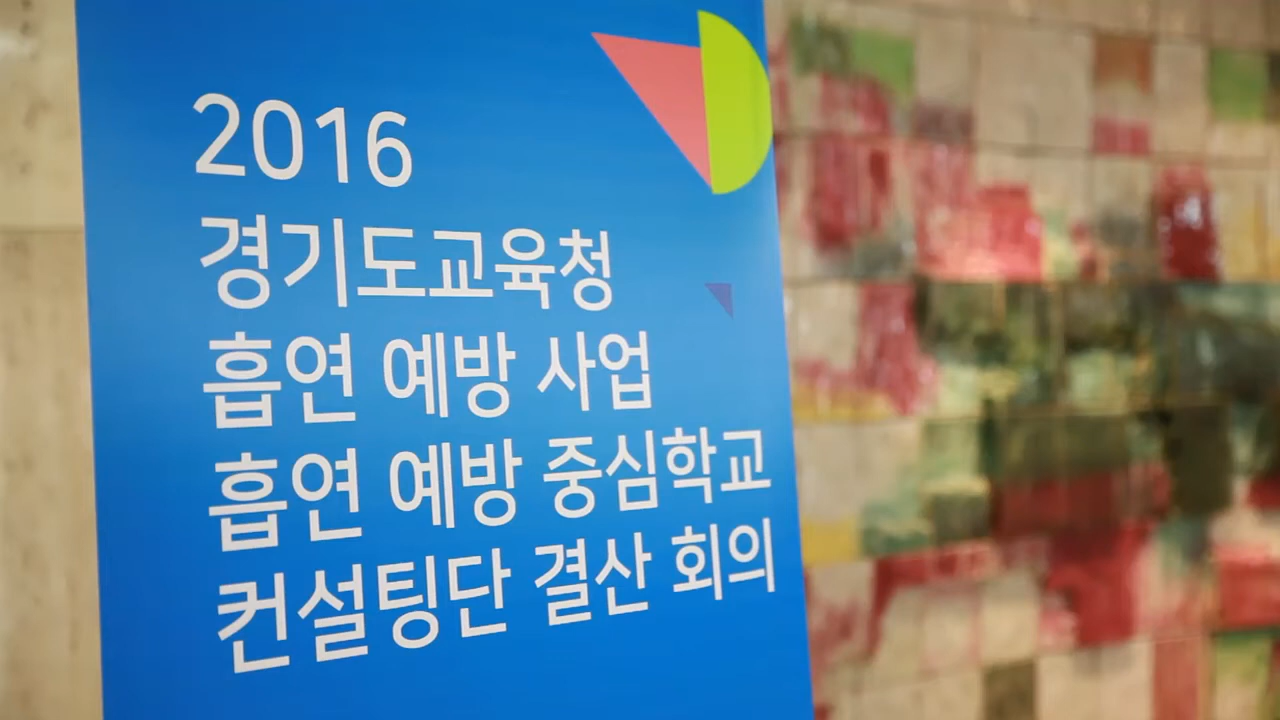 2016
경기도교육청
흡연 예방 사업
흡연 예방 중심학교
컨설팅단 결산 회의